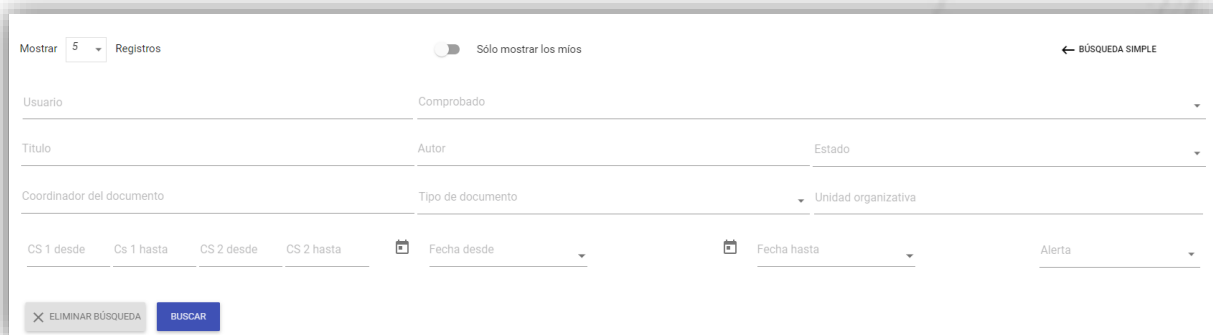 Mostrar 5 Registros Sólo mostrar los míos BÚSQUEDA SIMPLE
Usuario Comprobado
Titulo Autor Estado
Coordinador del documento Tipo de documento Unidad organizativa
CS 1 desde Cs 1 hasta CS 2 desde CS 2 hasta Fecha desde Fecha hasta Alerta
ELIMINAR BÚSQUEDA BUSCAR